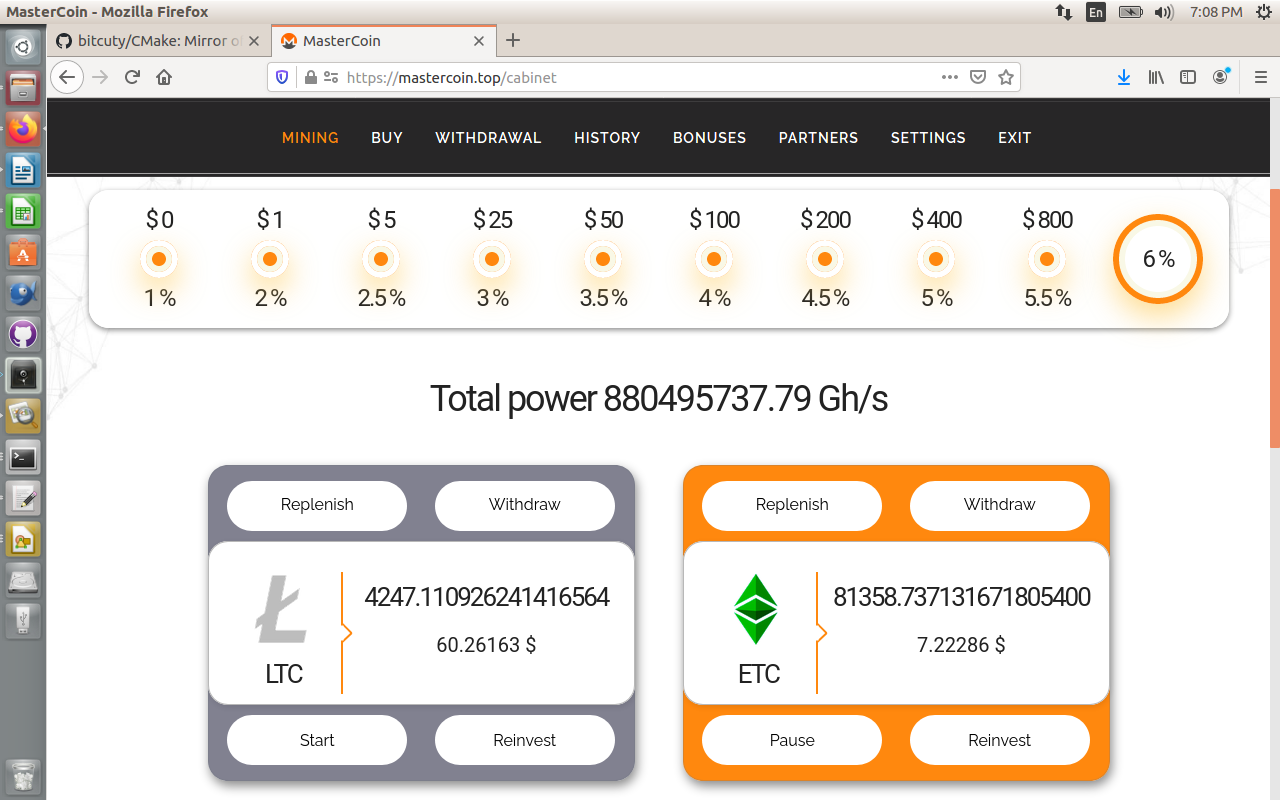 MasterCoin - Mozilla Firefox
En
7:08 PM
bitcuty/CMake: Mirror of
MasterCoin
https://mastercoin.top/cabinet
MINING BUY WITHDRAWAL HISTORY BONUSES PARTNERS SETTINGS EXIT
$ 0 $ 1 $ 5 $ 25 $ 50 $ 100 $ 200 $ 400 $ 800
6 %
1 % 2 % 2.5 % 3 % 3.5 % 4 % 4.5 % 5 % 5.5 %
Total power 880495737.79 Gh/s
Replenish Withdraw Replenish Withdraw
4247.110926241416564 81358.737131671805400
60.26163 $ 7.22286 $
LTC ETC
Start Reinvest Pause Reinvest